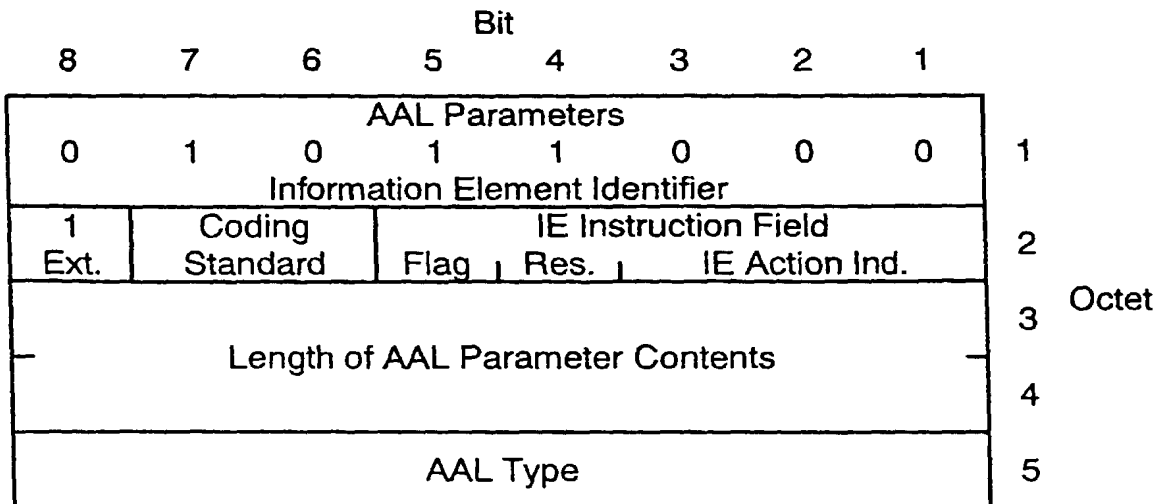 Bit
8 7 6 5 4 3 2 1
AAL Parameters
0 1 0 1 1 0 0 0 1
Information Element Identifier
1 Coding IE Instruction Field
2
Ext. Standard Flag Res. IE Action Ind.
3
Octet
Length of AAL Parameter Contents
4
AAL Type 5